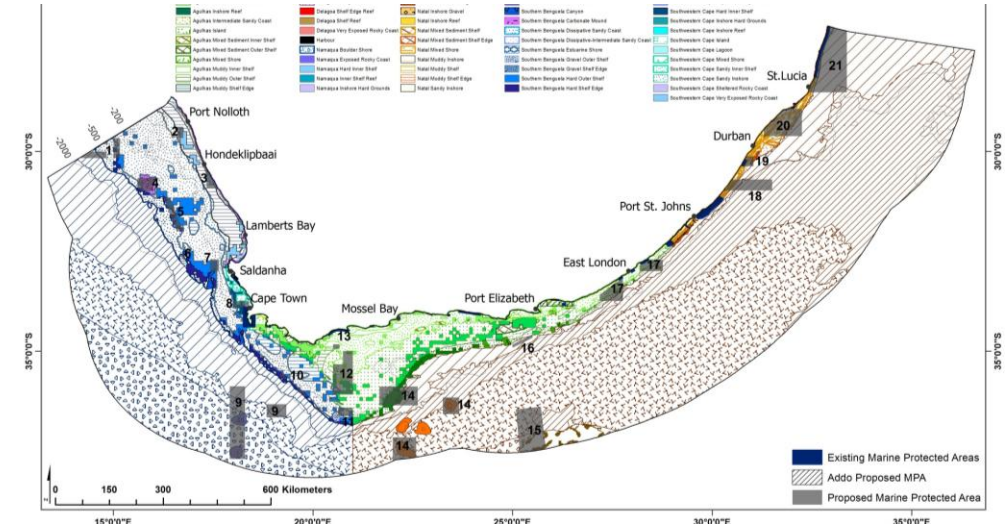 Agulhas Inshore Reef
Agulhas Intermediate Sandy Coast
Agulhas Island
Agulhas Mixed Sediment Inner Shelf
Agulhas Mixed Sediment Outer Shelf
Agulhas Mixed Shore
Agulhas Muddy Inner Shelf
Agulhas Muddy Outer Shelf
Agulhas Muddy Shelf Edge
Delagoa Shelf Edge Reef
Delagoa Shelf Reef
Delagoa Very Exposed Rocky Coast
Harbour
Namaqua Boulder Shore
Namaqua Exposed Rocky Coast
Namaqua Hard Inner Shelf
Namaqua Inner Shelf Reef
Namaqua Inshore Hard Grounds
Natal Inshore Gravel
Natal Inshore Reef
Natal Mixed Sediment Shelf
Natal Mixed Sediment Shelf Edge
Natal Mixed Shore
Natal Muddy Inshore
Natal Muddy Shelf
Natal Muddy Shelf Edge
Natal Sandy Inshore
Southern Benguela Canyon
Southern Benguela Carbonate Mound
Southern Benguela Dissipative Sandy Coast
Southern Benguela Dissipative-Intermediate Sandy Coast
Southern Benguela Estuarine Shore
Southern Benguela Gravel Outer Shelf
Southern Benguela Gravel Shelf Edge
Southern Benguela Hard Outer Shelf
Southern Benguela Hard Shelf Edge
Southwestern Cape Hard Inner Shelf
Southwestern Cape Inshore Hard Grounds
Southwestern Cape Inshore Reef
Southwestern Cape Island
Southwestern Cape Lagoon
Southwestern Cape Mixed Shore
Southwestern Cape Sandy Inner Shelf
Southwestern Cape Sandy Inshore
Southwestern Cape Sheltered Rocky Coast
Southwestern Cape Very Exposed Rocky Coast
21
St.Lucia
20
Durban
19
18
Port St. Johns
East London
17
17
Port Elizabeth
16
Mossel Bay
13
12
14
14
14
15
11
10
9
9
Port Nolloth
2
Hondeklipbaai
3
1
4
5
Lamberts Bay
6
7
Saldanha
8
Cape Town
-200
-500
-2000
30°0'0"S
35°0'0"S
30°0'0"S
35°0'0"S
0 150 300 600 Kilometers
15°0'0"E
20°0'0"E
25°0'0"E
30°0'0"E
35°0'0"E
Existing Marine Protected Areas
Addo Proposed MPA
Proposed Marine Protected Area